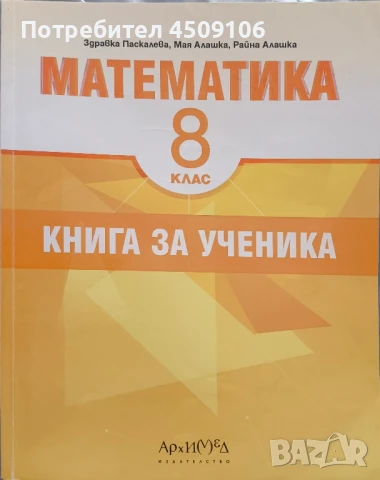 Потребител 4509106
Здравка Паскалева, Мая Алашка, Райна Алашка
МАТЕМАТИКА
8
КЛАС
КНИГА ЗА УЧЕНИКА
АрхИмЕД
ИЗДАТЕЛСТВО
BAZAR